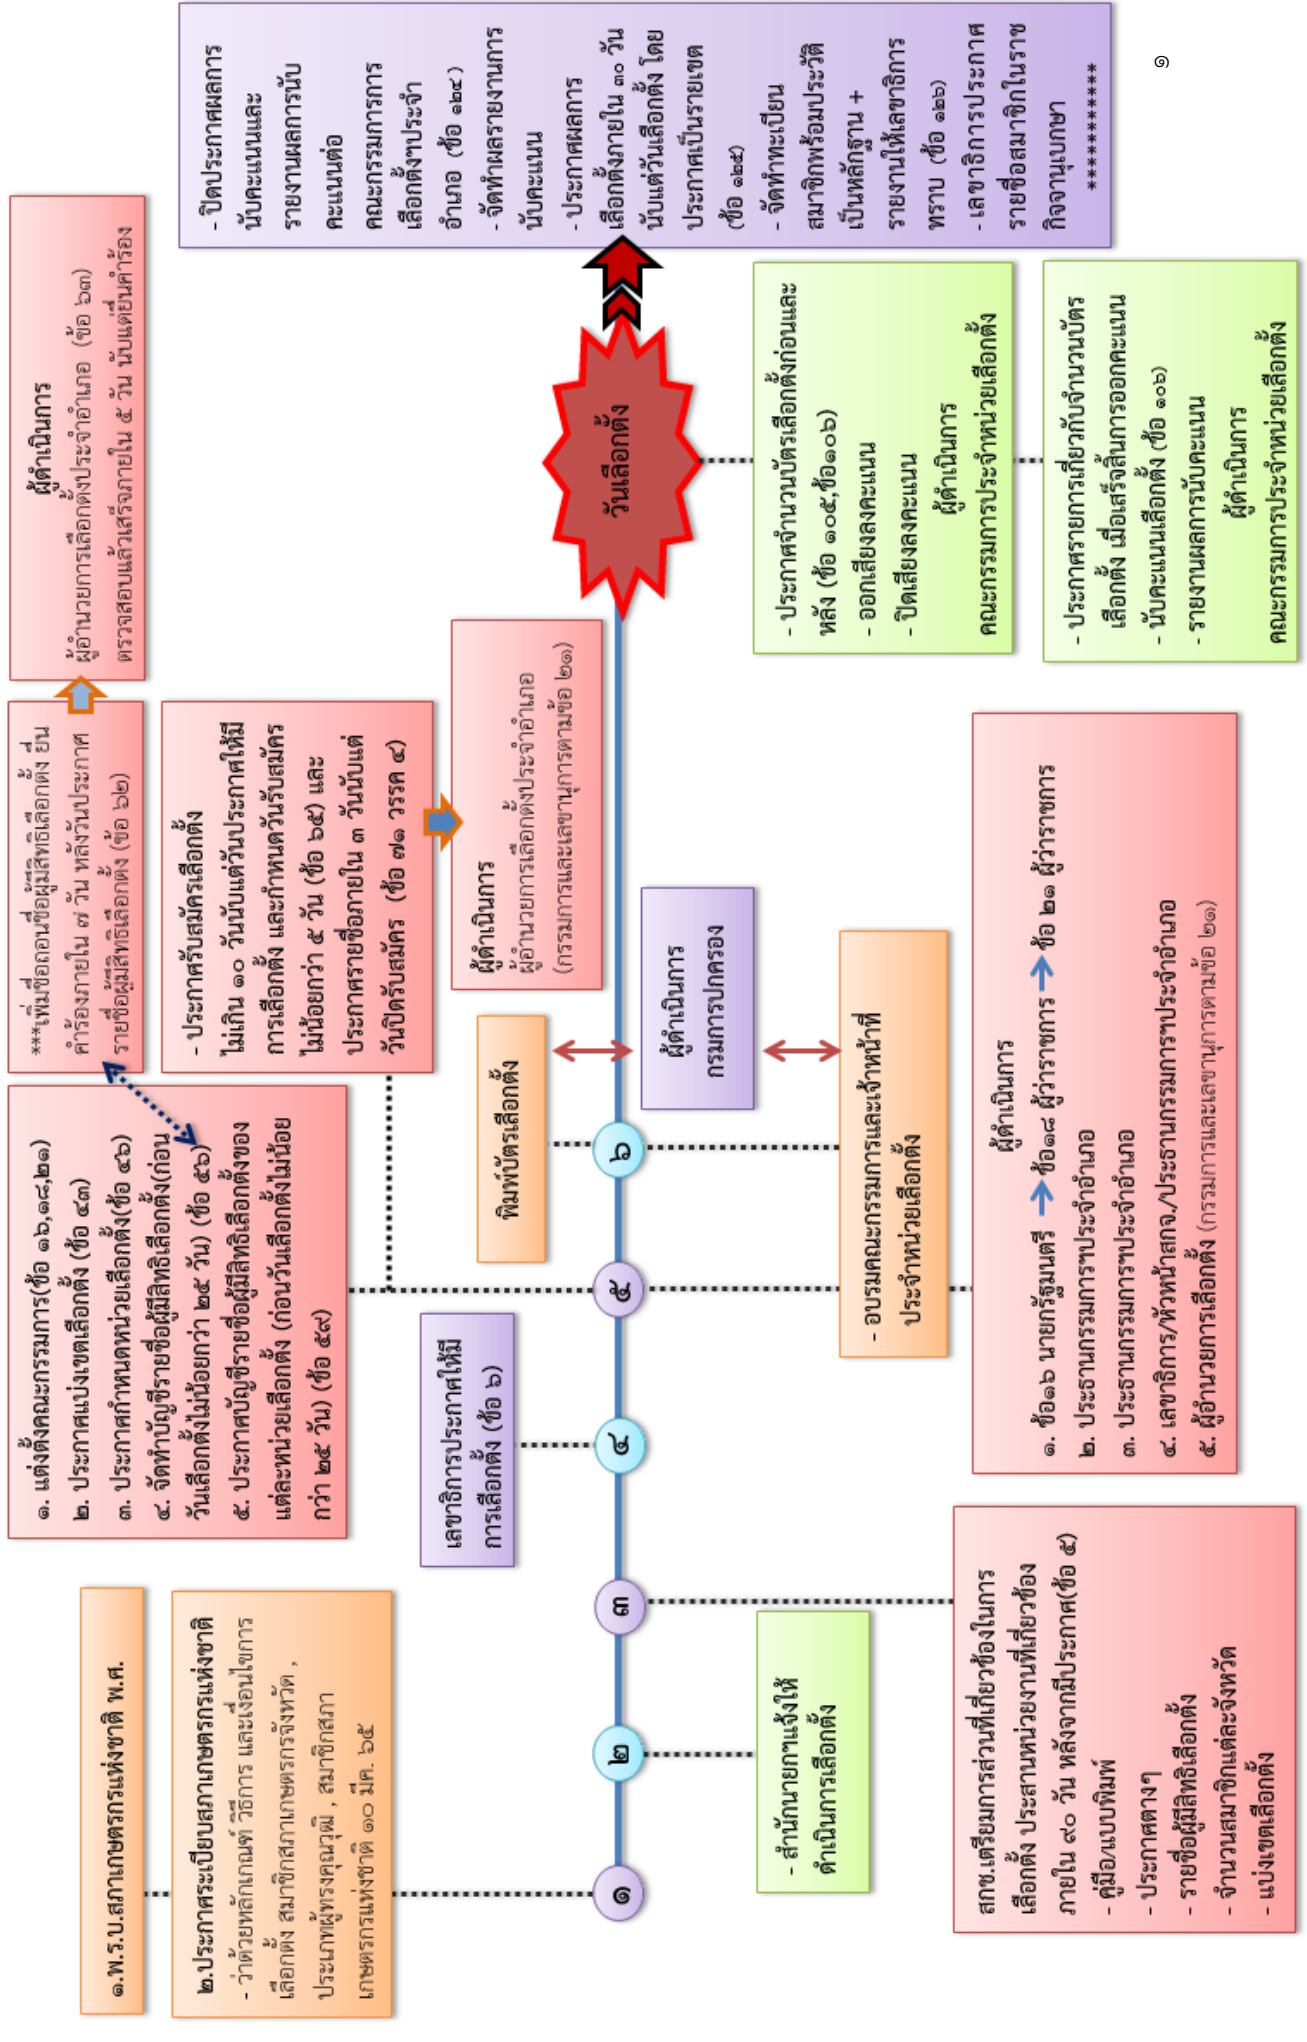 ๑.พ.ร.บ.สภาเกษตรกรแห่งชาติ พ.ศ.
๒.ประกาศระเบียบสภาเกษตรกรแห่งชาติ
- ว่าด้วยหลักเกณฑ์ วิธีการ และเงื่อนไขการ
เลือกตั้ง สมาชิกสภาเกษตรกรจังหวัด ,
ประเภทผู้ทรงคุณวุฒิ , สมาชิกสภา
เกษตรกรแห่งชาติ ๑๐ มีค. ๖๕
๑. แต่งตั้งคณะกรรมการ(ข้อ ๑๖,๑๘,๒๑)
๒. ประกาศแบ่งเขตเลือกตั้ง (ข้อ ๔๓)
๓. ประกาศกำหนดหน่วยเลือกตั้ง(ข้อ ๔๖)
๔. จัดทำบัญชีรายชื่อผู้มีสิทธิเลือกตั้ง(ก่อน
วันเลือกตั้งไม่น้อยกว่า ๒๕ วัน) (ข้อ ๕๖)
๕. ประกาศบัญชีรายชื่อผู้มีสิทธิเลือกตั้งของ
แต่ละหน่วยเลือกตั้ง (ก่อนวันเลือกตั้งไม่น้อย
กว่า ๒๕ วัน) (ข้อ ๕๙)
***เพิ่มชื่อถอนชื่อผู้มีสิทธิเลือกตั้ง ยื่น
คำร้องภายใน ๗ วัน หลังวันประกาศ
รายชื่อผู้มีสิทธิเลือกตั้ง (ข้อ ๖๒)
ผู้ดำเนินการ
ผู้อำนวยการเลือกตั้งประจำอำเภอ (ข้อ ๖๓)
ตรวจสอบแล้วเสร็จภายใน ๕ วัน นับแต่ยื่นคำร้อง
- ประกาศรับสมัครเลือกตั้ง
ไม่เกิน ๑๐ วันนับแต่วันประกาศให้มี
การเลือกตั้ง และกำหนดวันรับสมัคร
ไม่น้อยกว่า ๕ วัน (ข้อ ๖๕) และ
ประกาศรายชื่อภายใน ๓ วันนับแต่
วันปิดรับสมัคร (ข้อ ๗๑ วรรค ๔)
ผู้ดำเนินการ
ผู้อำนวยการเลือกตั้งประจำอำเภอ
(กรรมการและเลขานุการตามข้อ ๒๑)
เลขาธิการประกาศให้มี
การเลือกตั้ง (ข้อ ๖)
พิมพ์บัตรเลือกตั้ง
๑
๒
๓
๔
๕
๖
วันเลือกตั้ง
- ปิดประกาศผลการ
นับคะแนนและ
รายงานผลการนับ
คะแนนต่อ
คณะกรรมการการ
เลือกตั้งฯประจำ
อำเภอ (ข้อ ๑๒๔ )
- จัดทำผลรายงานการ
นับคะแนน
- ประกาศผลการ
เลือกตั้งภายใน ๓๐ วัน
นับแต่วันเลือกตั้ง โดย
ประกาศเป็นรายเขต
(ข้อ ๑๒๕)
- จัดทำทะเบียน
สมาชิกพร้อมประวัติ
เป็นหลักฐาน +
รายงานให้เลขาธิการ
ทราบ (ข้อ ๑๒๖)
- เลขาธิการประกาศ
รายชื่อสมาชิกในราช
กิจจานุเบกษา
************
- สำนักนายกฯแจ้งให้
ดำเนินการเลือกตั้ง
ผู้ดำเนินการ
กรมการปกครอง
- อบรมคณะกรรมการและเจ้าหน้าที่
ประจำหน่วยเลือกตั้ง
- ประกาศจำนวนบัตรเลือกตั้งก่อนและ
หลัง (ข้อ ๑๐๕,ข้อ๑๐๖)
- ออกเสียงลงคะแนน
- ปิดเสียงลงคะแนน
ผู้ดำเนินการ
คณะกรรมการประจำหน่วยเลือกตั้ง
สกช.เตรียมการส่วนที่เกี่ยวข้องในการ
เลือกตั้ง ประสานหน่วยงานที่เกี่ยวข้อง
ภายใน ๙๐ วัน หลังจากมีประกาศ(ข้อ ๕)
- คู่มือ/แบบพิมพ์
- ประกาศต่างๆ
- รายชื่อผู้มีสิทธิเลือกตั้ง
- จำนวนสมาชิกแต่ละจังหวัด
- แบ่งเขตเลือกตั้ง
ผู้ดำเนินการ
๑. ข้อ๑๖ นายกรัฐมนตรี → ข้อ๑๘ ผู้ว่าราชการ → ข้อ ๒๑ ผู้ว่าราชการ
๒. ประธานกรรมการฯประจำอำเภอ
๓. ประธานกรรมการฯประจำอำเภอ
๔. เลขาธิการ/หัวหน้าสกจ./ประธานกรรมการฯประจำอำเภอ
๕. ผู้อำนวยการเลือกตั้ง (กรรมการและเลขานุการตามข้อ ๒๑)
- ประกาศรายการเกี่ยวกับจำนวนบัตร
เลือกตั้ง เมื่อเสร็จสิ้นการออกคะแนน
- นับคะแนนเลือกตั้ง (ข้อ ๑๐๖)
- รายงานผลการนับคะแนน
ผู้ดำเนินการ
คณะกรรมการประจำหน่วยเลือกตั้ง
๑